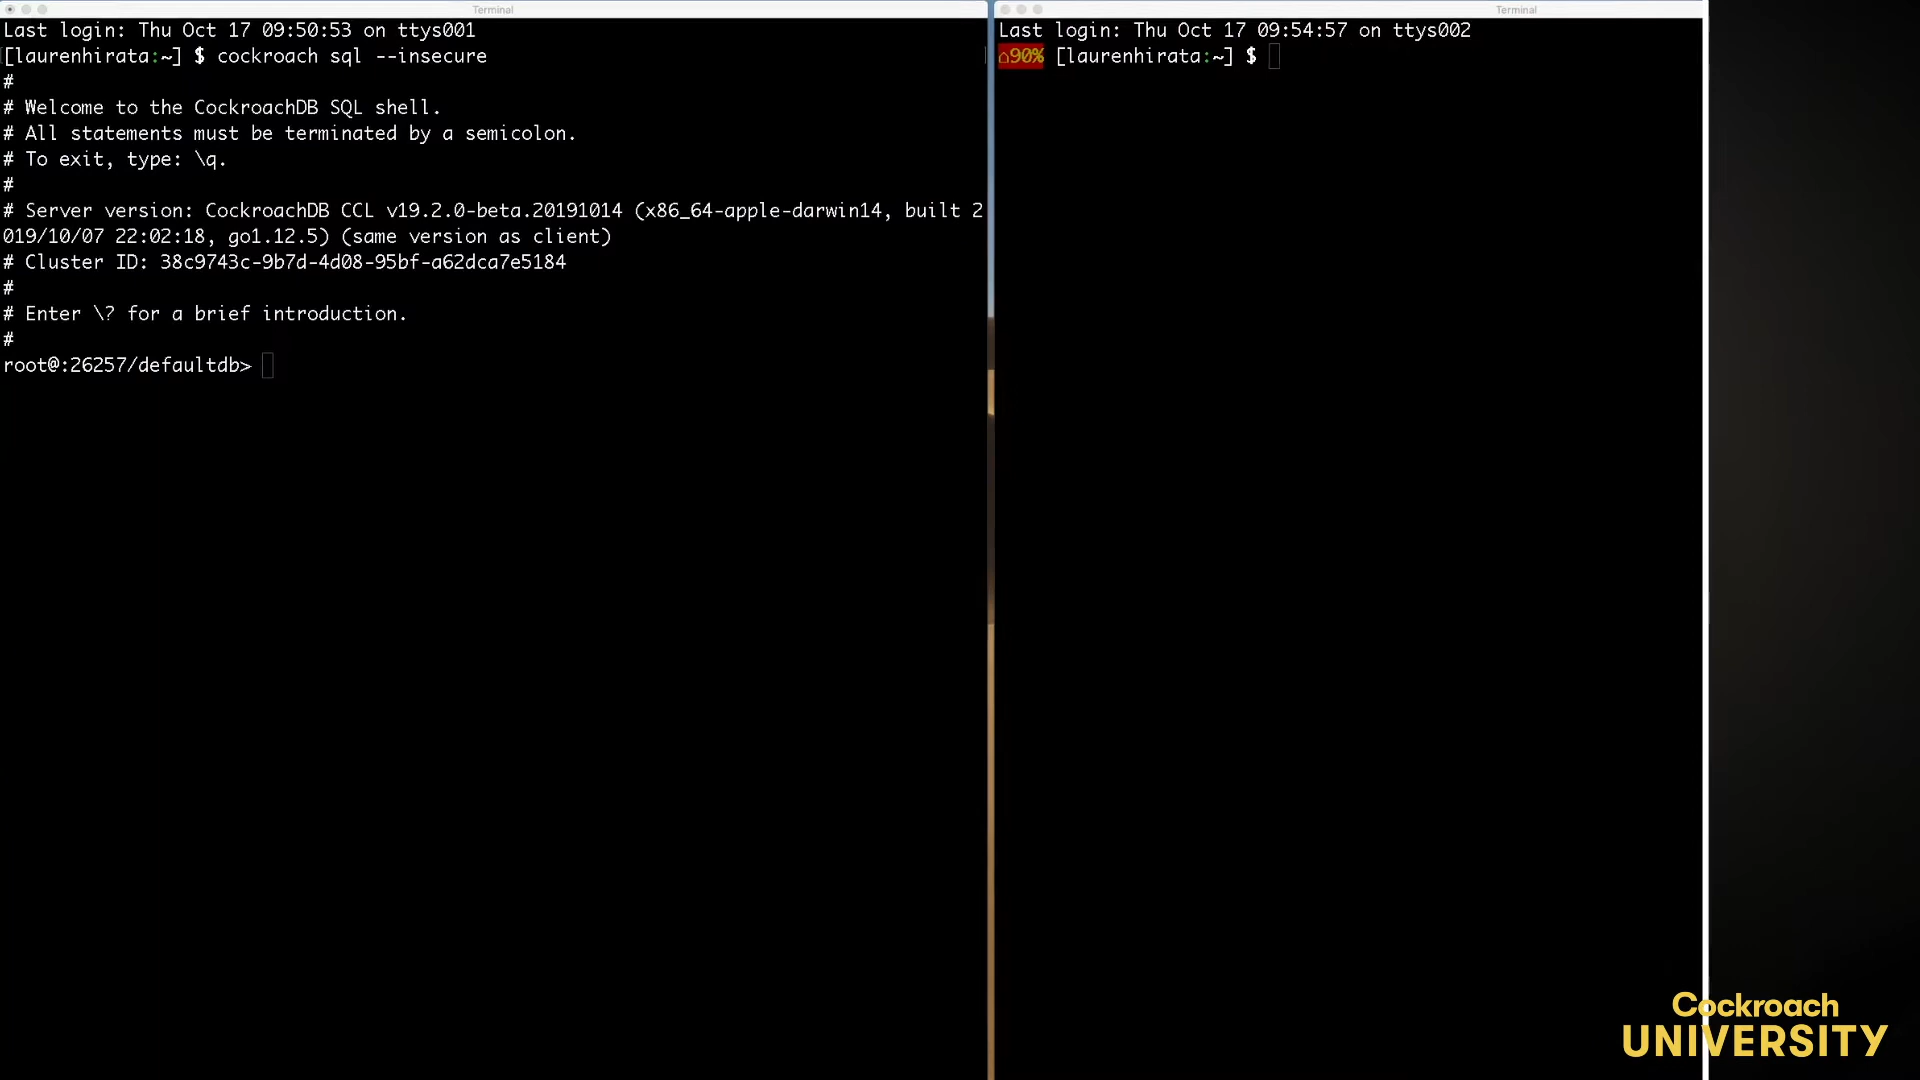 Terminal
Last login: Thu Oct 17 09:50:53 on ttys001
[laurenhirata:~] $ cockroach sql --insecure
#
# Welcome to the CockroachDB SQL shell.
# All statements must be terminated by a semicolon.
# To exit, type: \q.
#
# Server version: CockroachDB CCL v19.2.0-beta.20191014 (x86_64-apple-darwin14, built 2
019/10/07 22:02:18, go1.12.5) (same version as client)
# Cluster ID: 38c9743c-9b7d-4d08-95bf-a62dca7e5184
#
# Enter \? for a brief introduction.
#
root@:26257/defaultdb>
Terminal
Last login: Thu Oct 17 09:54:57 on ttys002
⌂90% [laurenhirata:~] $
Cockroach
UNIVERSITY